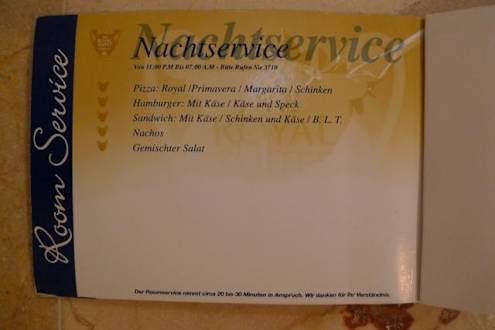 Room Service
Nachtservice
Nachtservice
Von 11:00 P.M Bis 07:00 A.M - Bitte Rufen Sie 3710
Pizza: Royal /Primavera / Margarita / Schinken
Hamburger: Mit Käse / Käse und Speck
Sandwich: Mit Käse / Schinken und Käse / B. L. T.
Nachos
Gemischter Salat
ROYAL
Der Roomservice nimmt circa 20 bis 30 Minuten in Anspruch. Wir danken für Ihr Verständnis.